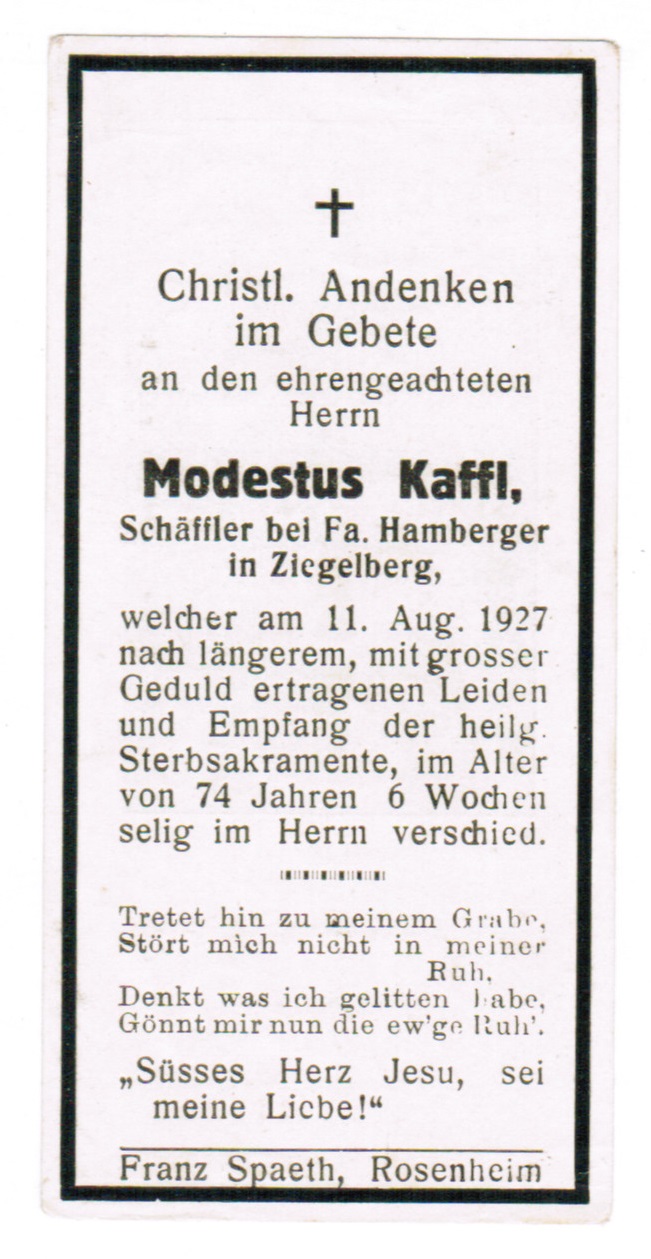 Christl. Andenken
im Gebete
an den ehrengeachteten
Herrn
Modestus Kaffl,
Schäffler bei Fa. Hamberger
in Ziegelberg,
welcher am 11. Aug. 1927
nach längerem, mit grosser
Geduld ertragenen Leiden
und Empfang der heilg.
Sterbsakramente, im Alter
von 74 Jahren 6 Wochen
selig im Herrn verschied.
Tretet hin zu meinem Grabe,
Stört mich nicht in meiner
Ruh,
Denkt was ich gelitten habe,
Gönnt mir nun die ew'ge Ruh'.
„Süsses Herz Jesu, sei
meine Liebe!“
Franz Spaeth, Rosenheim